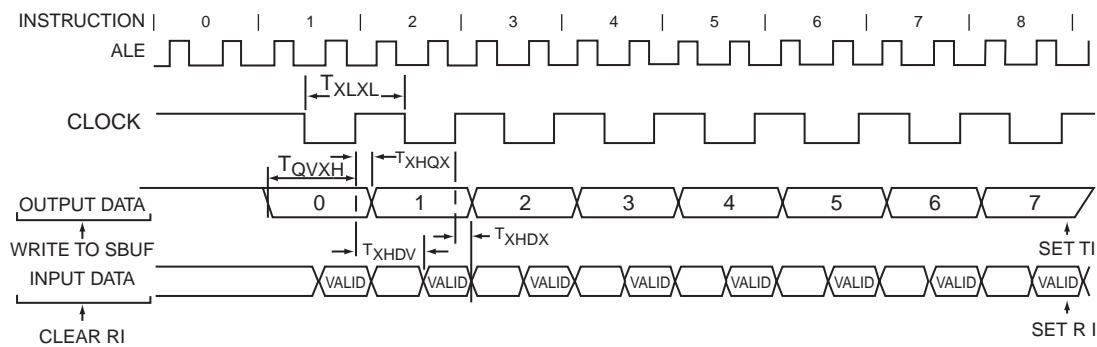 INSTRUCTION | 0 | 1 | 2 | 3 | 4 | 5 | 6 | 7 | 8 |
ALE
TXLXL
CLOCK
TQVXH
TXHQX
OUTPUT DATA
0 1 2 3 4 5 6 7
WRITE TO SBUF
TXHDV
TXHDX
SET TI
INPUT DATA
VALID VALID VALID VALID VALID VALID VALID VALID
CLEAR RI
SET R I